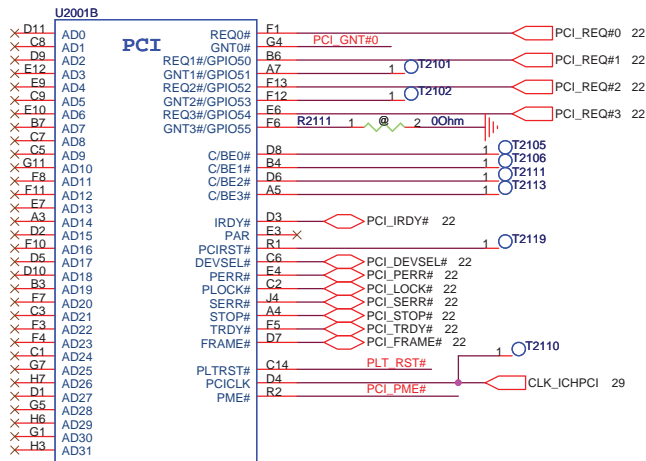 U2001B
PCI
D11 AD0 REQ0# F1 PCI_REQ#0 22
C8 AD1 GNT0# G4 PCI_GNT#0
D9 AD2 REQ1#/GPIO50 B6 PCI_REQ#1 22
E12 AD3 GNT1#/GPIO51 A7 1 T2101
E9 AD4 REQ2#/GPIO52 F13 PCI_REQ#2 22
C9 AD5 GNT2#/GPIO53 F12 1 T2102
E10 AD6 REQ3#/GPIO54 E6 PCI_REQ#3 22
B7 AD7 GNT3#/GPIO55 F6 R2111 1 @ 2 0Ohm
C7 AD8
C5 AD9 C/BE0# D8 1 T2105
G11 AD10 C/BE1# B4 1 T2106
F8 AD11 C/BE2# D6 1 T2111
F11 AD12 C/BE3# A5 1 T2113
E7 AD13
A3 AD14 IRDY# D3 PCI_IRDY# 22
D2 AD15 PAR E3
F10 AD16 PCIRST# R1 1 T2119
D5 AD17 DEVSEL# C6 PCI_DEVSEL# 22
D10 AD18 PERR# E4 PCI_PERR# 22
B3 AD19 PLOCK# C2 PCI_LOCK# 22
F7 AD20 SERR# J4 PCI_SERR# 22
C3 AD21 STOP# A4 PCI_STOP# 22
F3 AD22 TRDY# F5 PCI_TRDY# 22
F4 AD23 FRAME# D7 PCI_FRAME# 22
C1 AD24 1 T2110
G7 AD25 PLTRST# C14 PLT_RST#
H7 AD26 PCICLK D4 CLK_ICHPCI 29
D1 AD27 PME# R2 PCI_PME#
G5 AD28
H6 AD29
G1 AD30
H3 AD31